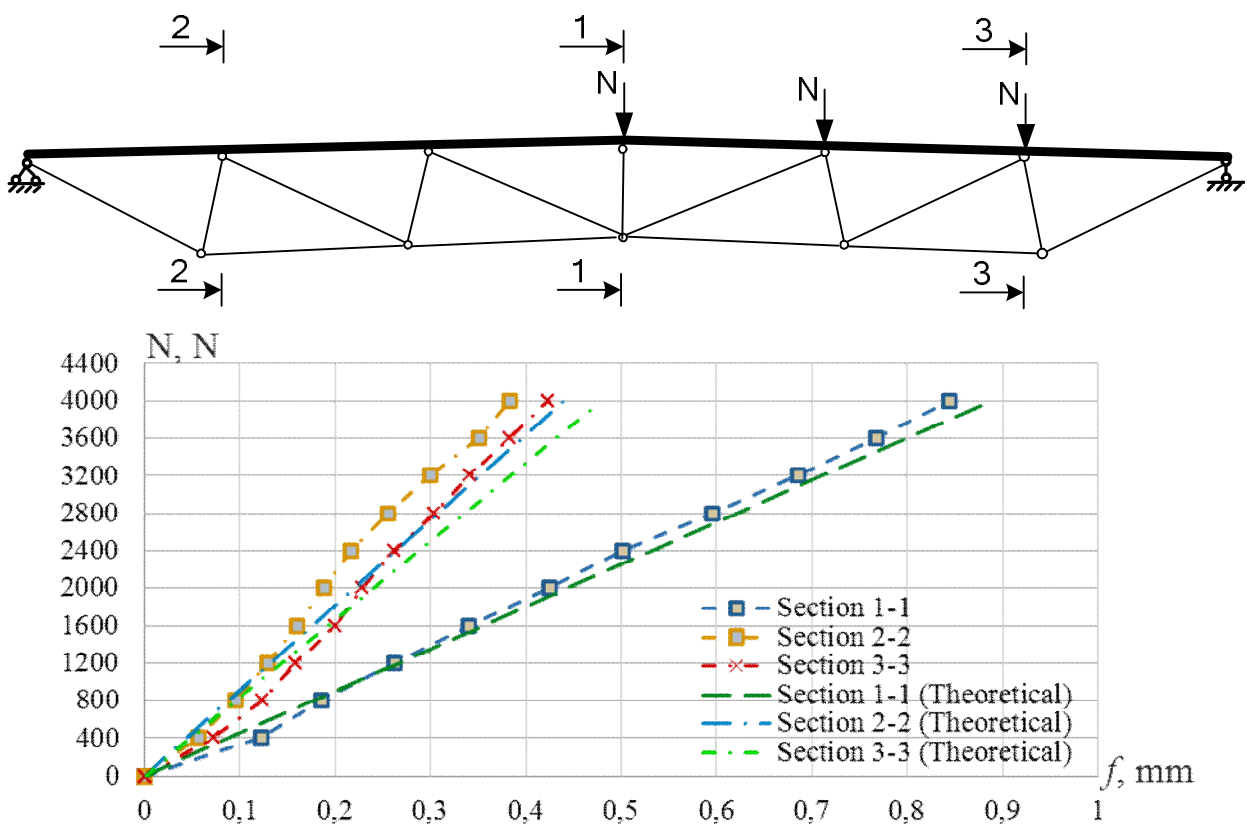 2 1 3
N N N
2 1 3
N, N
4400
4000
3600
3200
2800
2400
2000
1600
1200
800
400
0
Section 1-1
Section 2-2
Section 3-3
Section 1-1 (Theoretical)
Section 2-2 (Theoretical)
Section 3-3 (Theoretical)
f, mm
0 0,1 0,2 0,3 0,4 0,5 0,6 0,7 0,8 0,9 1